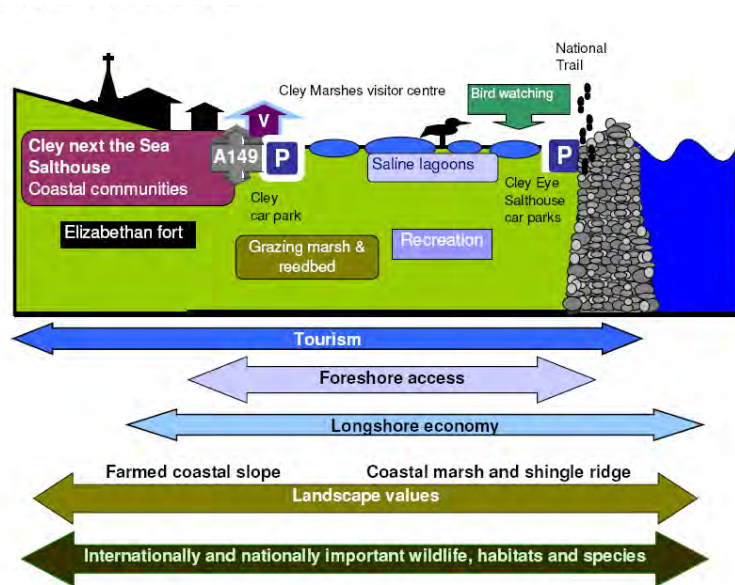 National
Trail
Cley Marshes visitor centre
Bird watching
V
Cley next the Sea
Salthouse
Coastal communities
A149
P
Saline lagoons
P
Cley
car park
Cley Eye
Salthouse
car parks
Elizabethan fort
Grazing marsh &
reedbed
Recreation
Tourism
Foreshore access
Longshore economy
Farmed coastal slope
Coastal marsh and shingle ridge
Landscape values
Internationally and nationally important wildlife, habitats and species